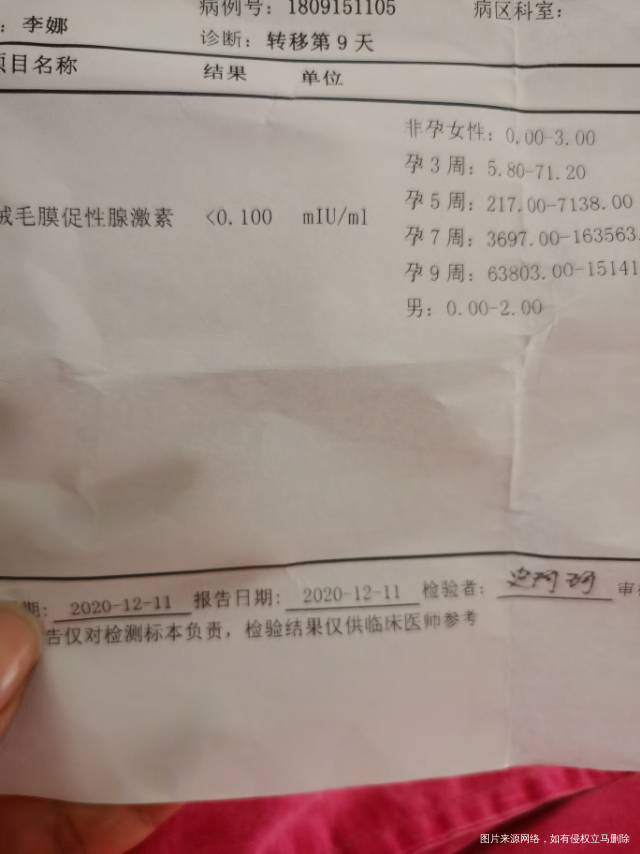 病例号：1809151105 病区科室：
：李娜
诊断：转移第9天
项目名称 结果 单位
非孕女性：0.00-3.00
孕3周：5.80-71.20
孕5周：217.00-7138.00
绒毛膜促性腺激素 <0.100 mIU/ml
孕7周：3697.00-163563.
孕9周：63803.00-15141
男：0.00-2.00
期：2020-12-11 报告日期：2020-12-11 检验者： 审
告仅对检测标本负责，检验结果仅供临床医师参考
图片来源网络，如有侵权立马删除